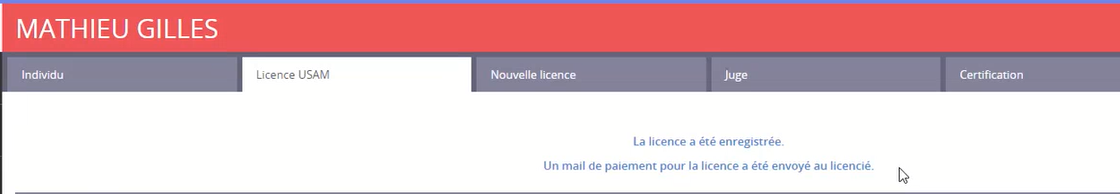 MATHIEU GILLES
Individu
Licence USAM
Nouvelle licence
Juge
Certification
La licence a été enregistrée.
Un mail de paiement pour la licence a été envoyé au licencié.